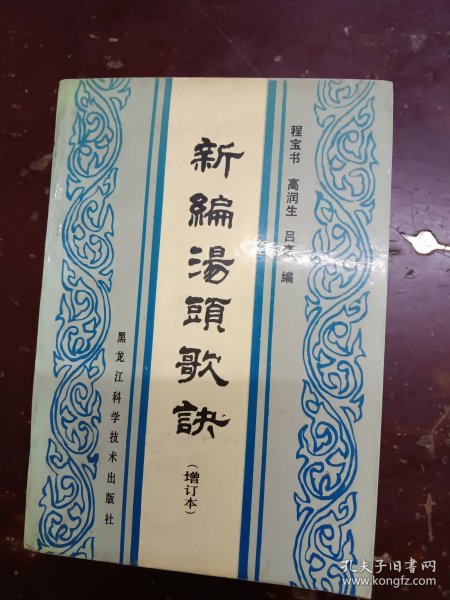 程宝书 高润生 吕 编
新編湯頭歌訣
(增订本)
黑龙江科学技术出版社
孔夫子旧书网
www.kongfz.com